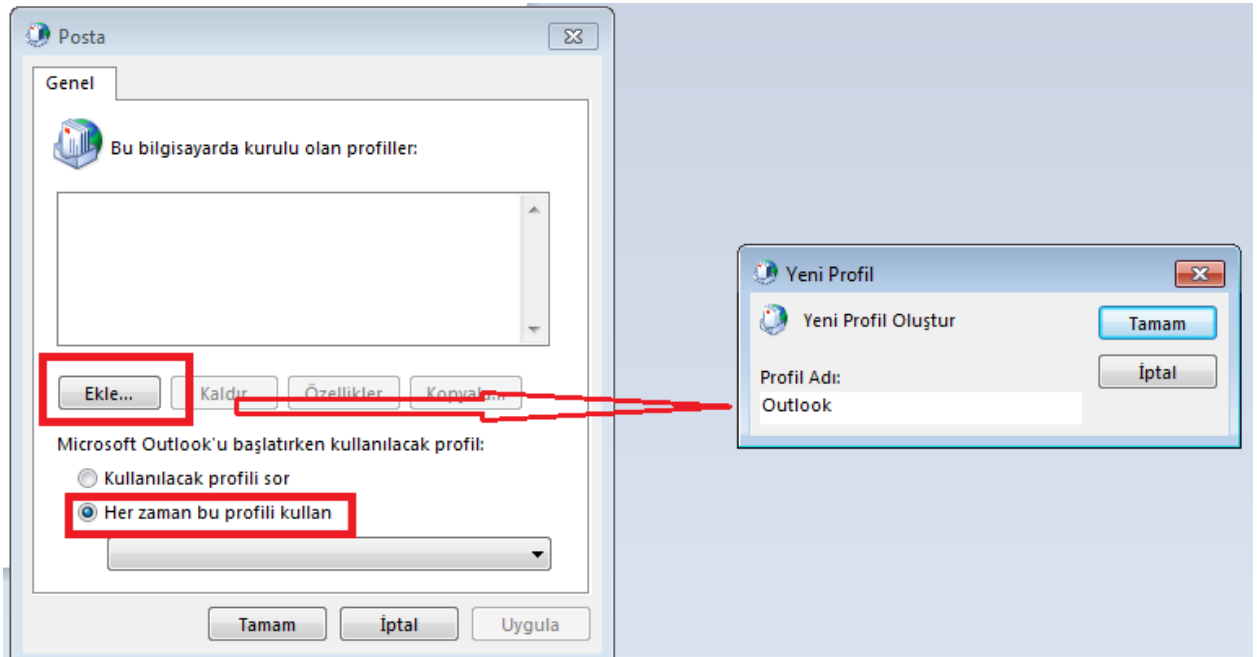 Posta
Genel
Bu bilgisayarda kurulu olan profiller:
Ekle...
Kaldır...
Özellikler
Microsoft Outlook'u başlatırken kullanılacak profil:
Kullanılacak profili sor
Her zaman bu profili kullan
Tamam
İptal
Uygula
Yeni Profil
Yeni Profil Oluştur
Tamam
İptal
Profil Adı:
Outlook